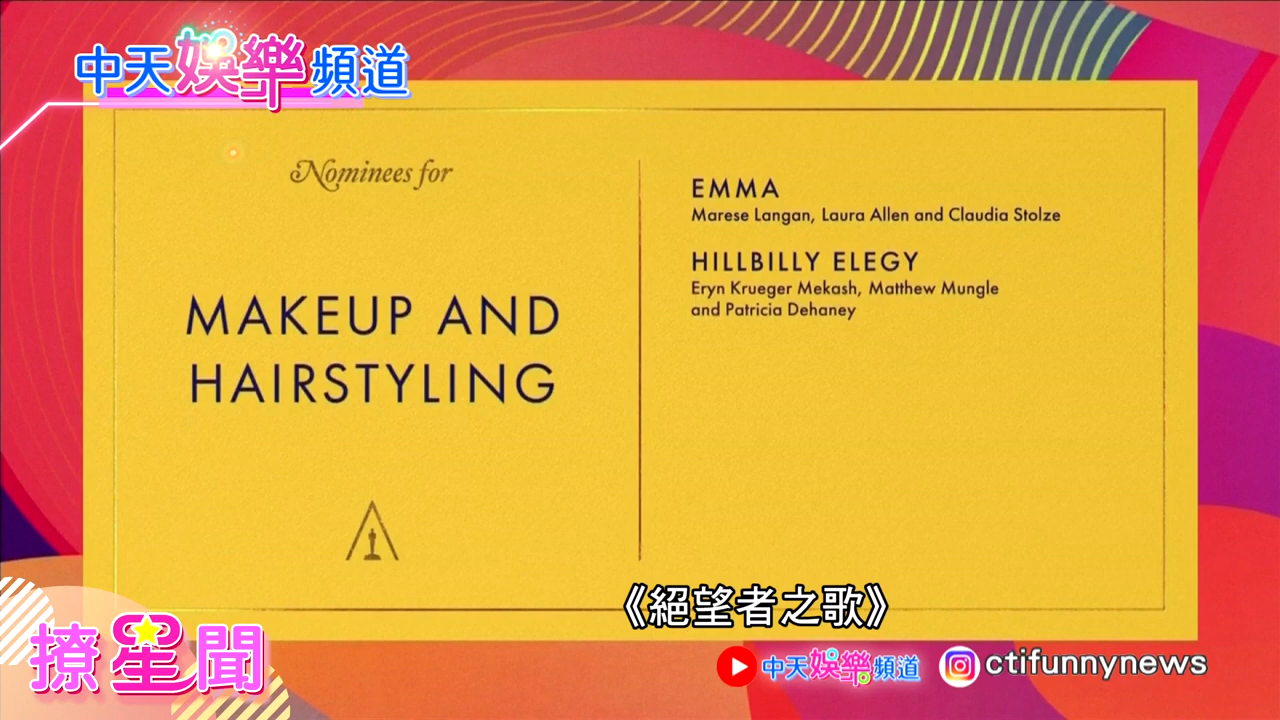 中天娛樂頻道
Nominees for
MAKEUP AND
HAIRSTYLING
EMMA
Marese Langan, Laura Allen and Claudia Stolze
HILLBILLY ELEGY
Eryn Krueger Mekash, Matthew Mungle
and Patricia Dehaney
《絕望者之歌》
撩星聞
中天娛樂頻道
ctifunnynews